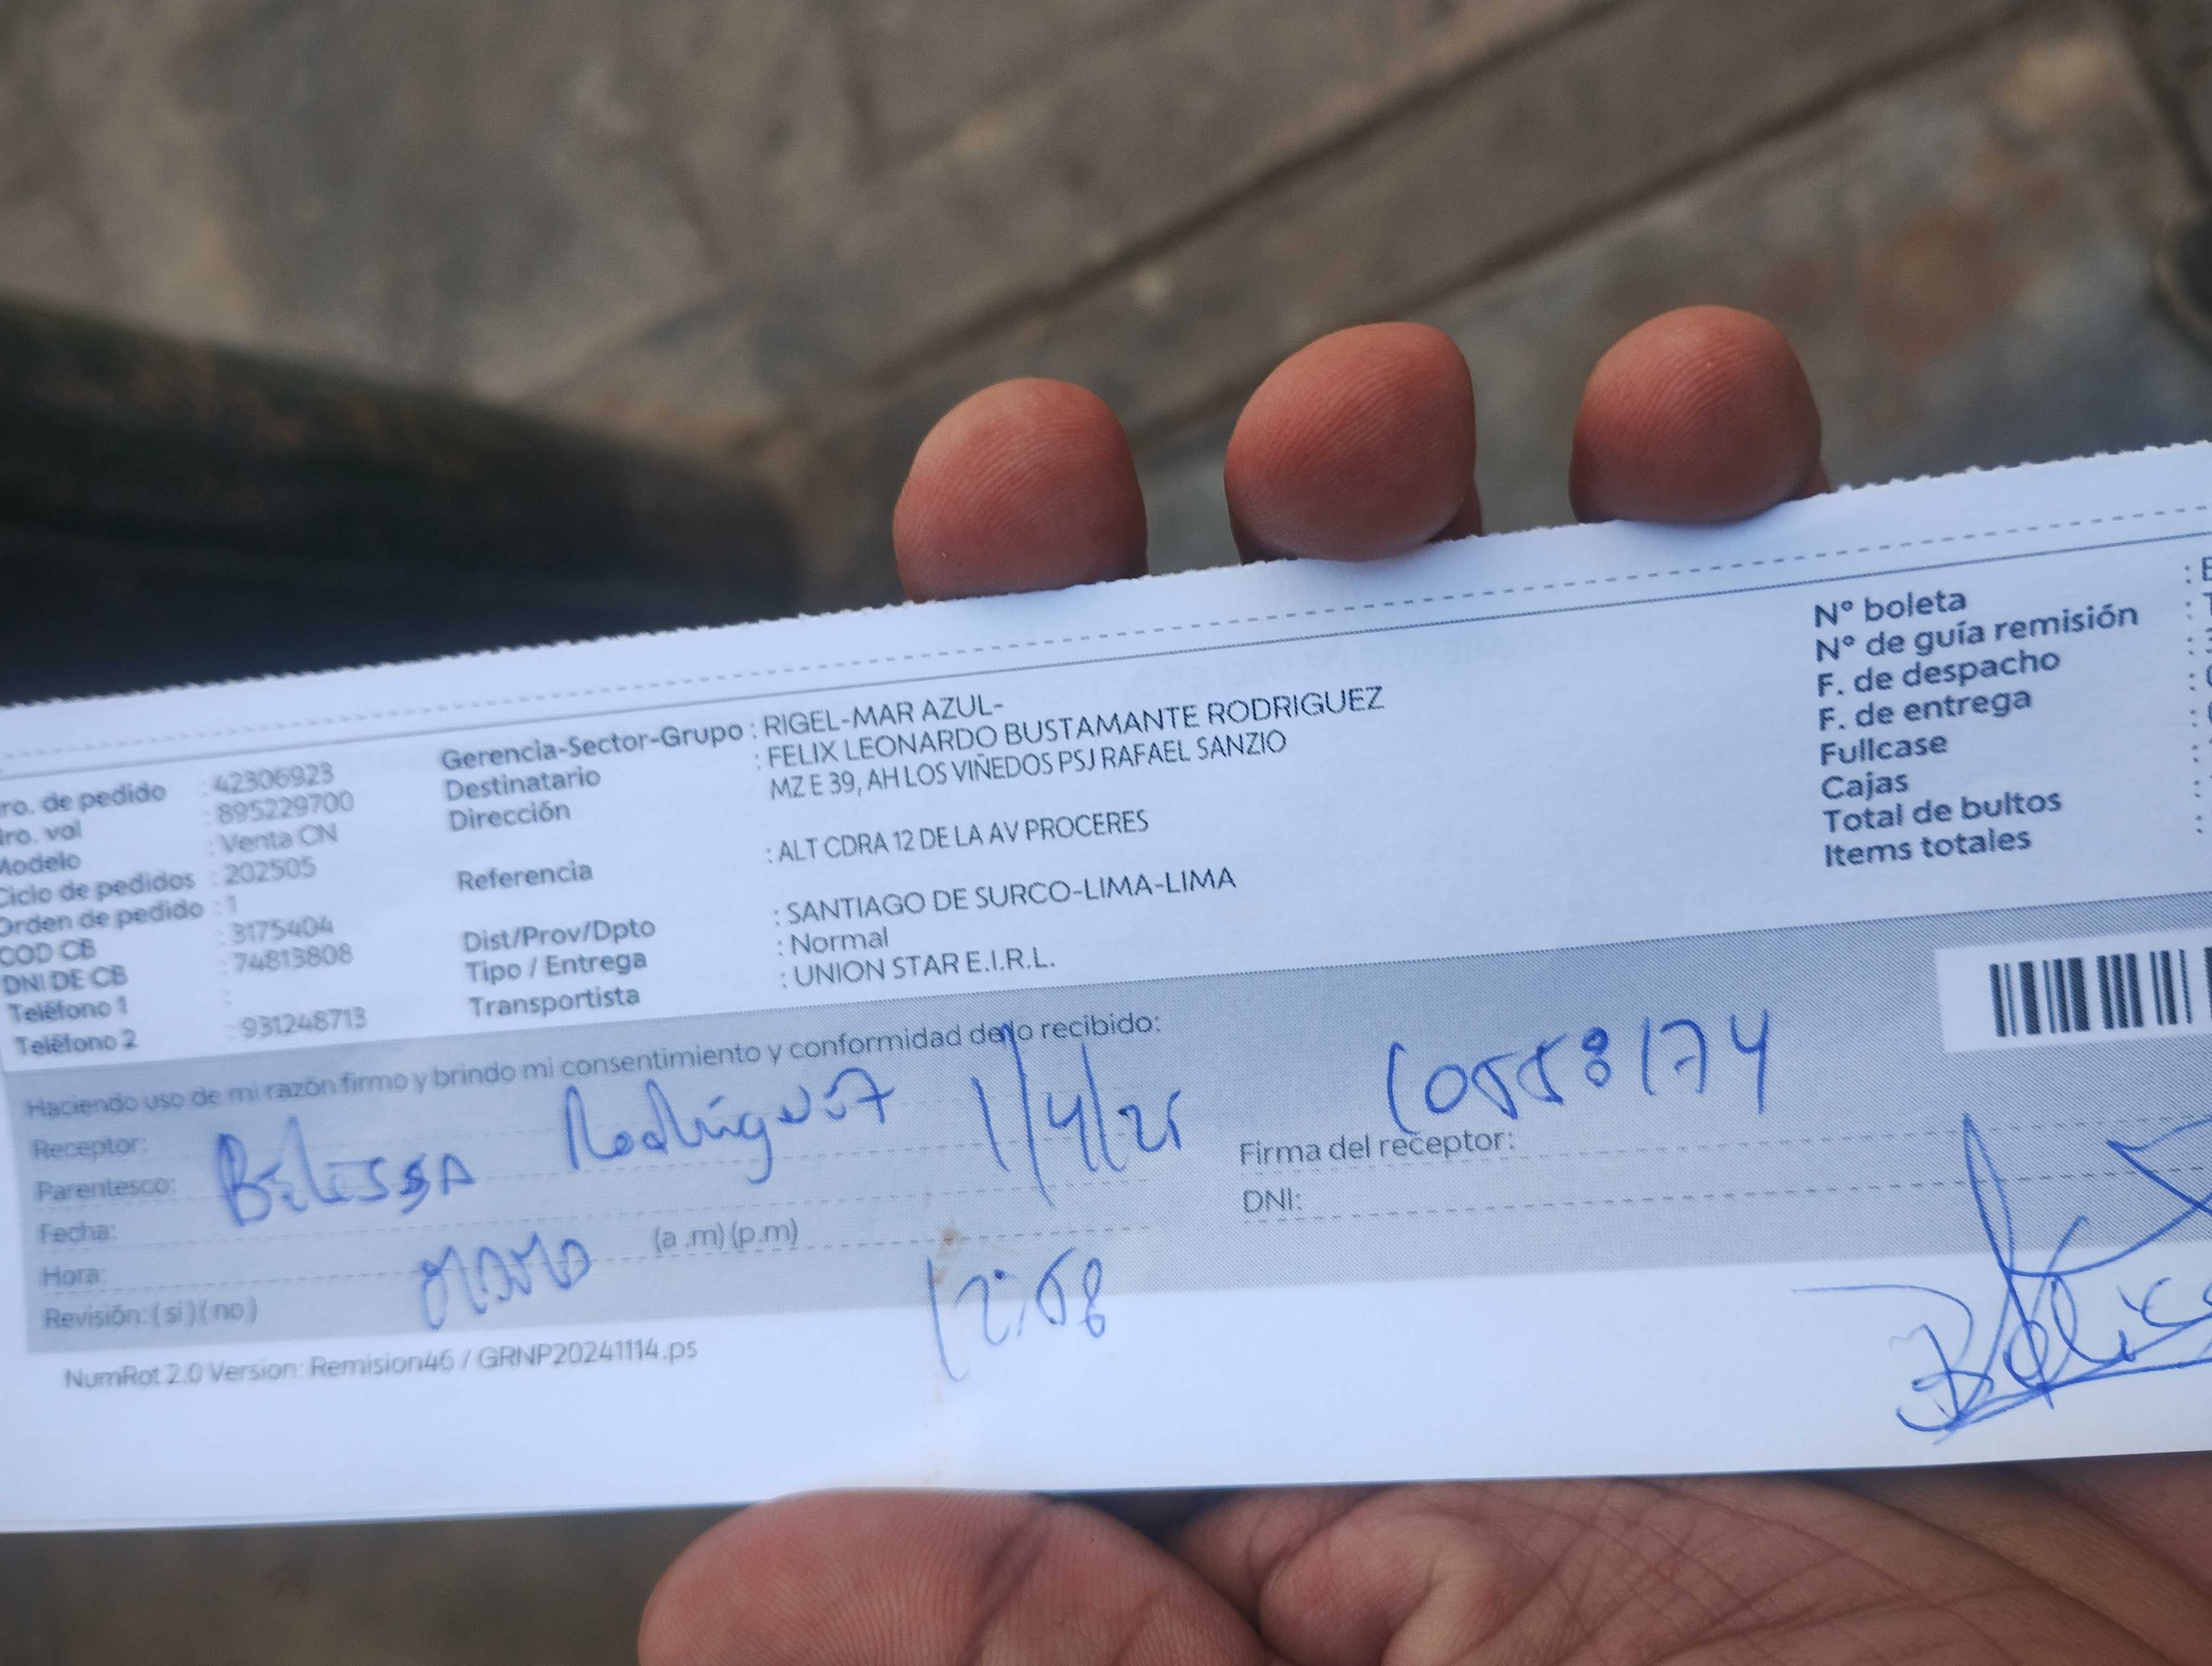 ro. de pedido : 42306923
ro. vol : 895229700
Modelo : Venta CN
Ciclo de pedidos : 202505
Orden de pedido : 1
COD CB : 3175404
DNI DE CB : 74813808
Teléfono 1 :
Teléfono 2 : 931248713
Gerencia-Sector-Grupo : RIGEL-MAR AZUL-
Destinatario : FELIX LEONARDO BUSTAMANTE RODRIGUEZ
Dirección MZ E 39, AH LOS VIÑEDOS PSJ RAFAEL SANZIO
Referencia : ALT CDRA 12 DE LA AV PROCERES
Dist/Prov/Dpto : SANTIAGO DE SURCO-LIMA-LIMA
Tipo / Entrega : Normal
Transportista : UNION STAR E.I.R.L.
N° boleta :
N° de guía remisión :
F. de despacho :
F. de entrega :
Fullcase :
Cajas :
Total de bultos :
Items totales :
Haciendo uso de mi razón firmo y brindo mi consentimiento y conformidad de lo recibido:
Receptor: Rodríguez 1/4/25
Parentesco:
Fecha:
Hora: (a .m) (p.m)
Revisión: ( si ) ( no ) 12:58
Firma del receptor:
DNI:
NumRot 2.0 Version: Remision46 / GRNP20241114.ps